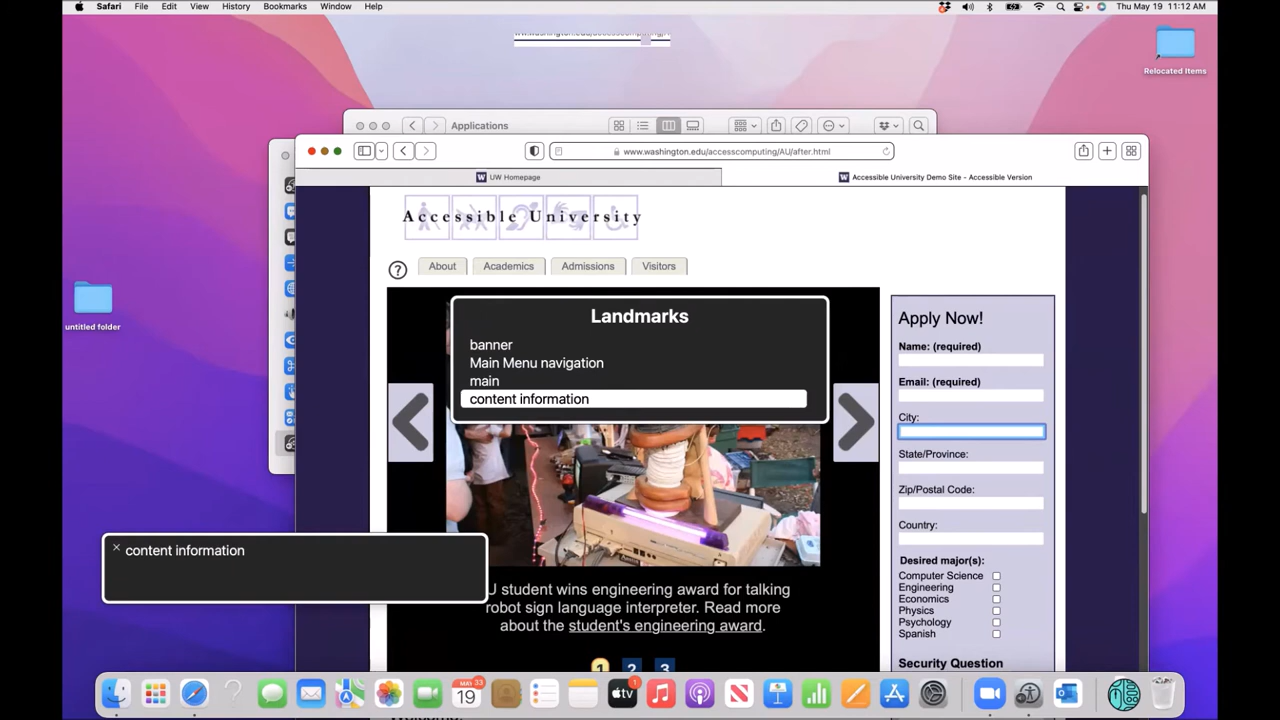 Safari File Edit View History Bookmarks Window Help
Thu May 19 11:12 AM
Relocated Items
untitled folder
Applications
www.washington.edu/accesscomputing/AU/after.html
UW Homepage
Accessible University Demo Site - Accessible Version
Accessible University
About Academics Admissions Visitors
Landmarks
banner
Main Menu navigation
main
content information
content information
U student wins engineering award for talking
robot sign language interpreter. Read more
about the student's engineering award.
1 2 3
Apply Now!
Name: (required)
Email: (required)
City:
State/Province:
Zip/Postal Code:
Country:
Desired major(s):
Computer Science
Engineering
Economics
Physics
Psychology
Spanish
Security Question
MAY 33
19
tv 1